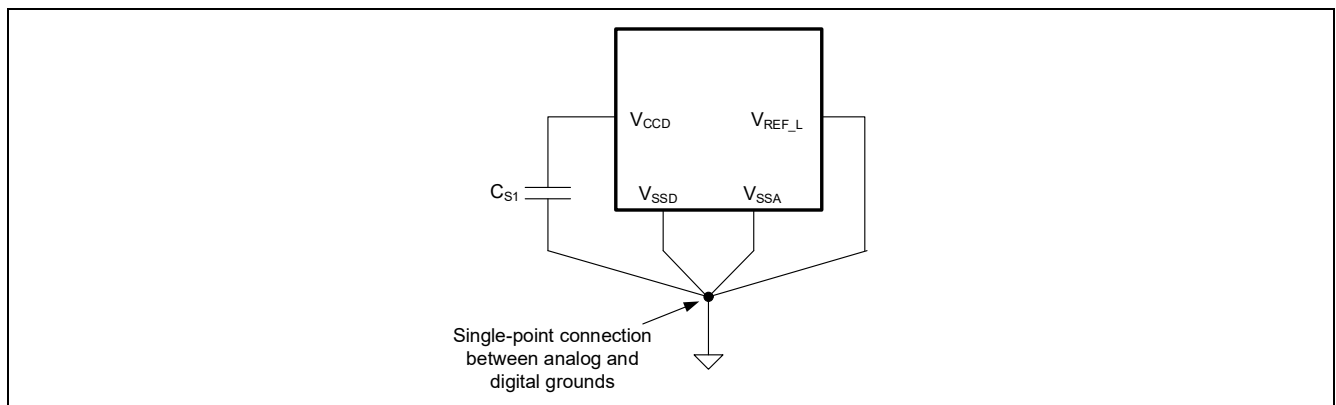 V_CCD
V_REF_L
C_S1
V_SSD
V_SSA
Single-point connection
between analog and
digital grounds